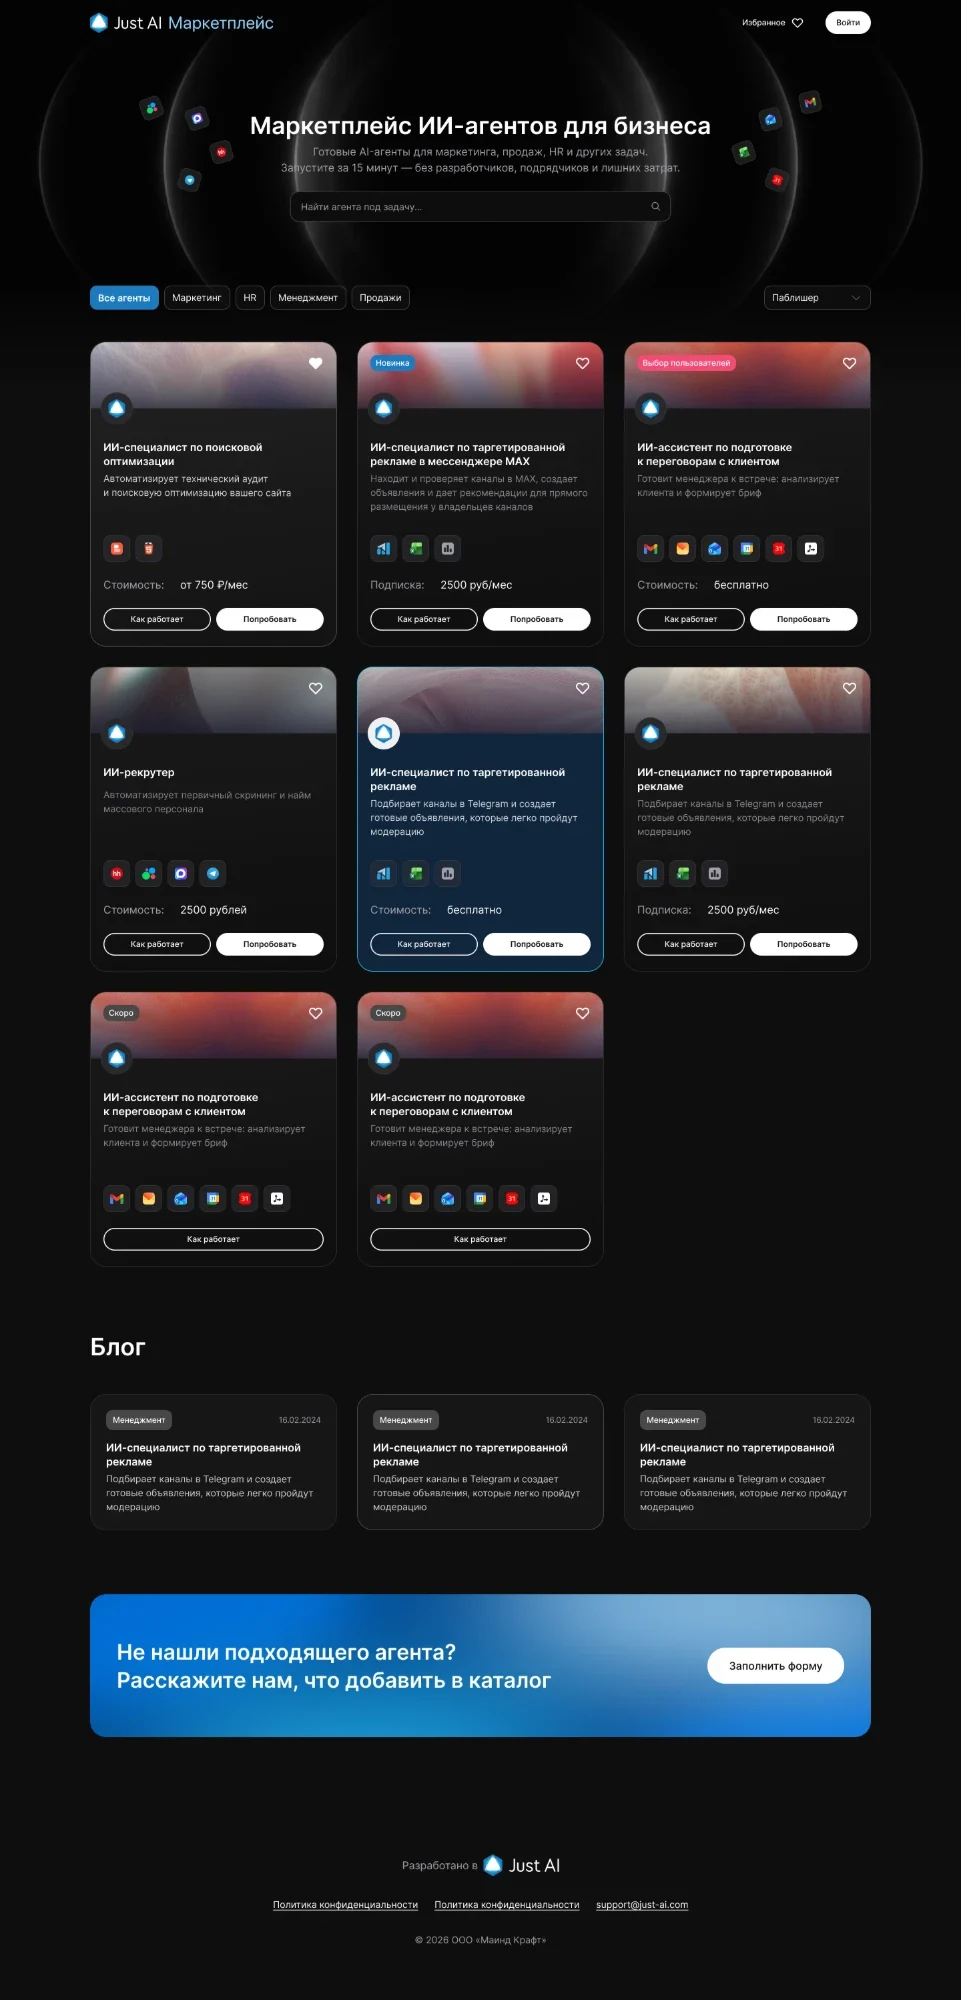 Just AI Маркетплейс
Избранное
Войти
Маркетплейс ИИ-агентов для бизнеса
Готовые AI-агенты для маркетинга, продаж, HR и других задач.
Запустите за 15 минут — без разработчиков, подрядчиков и лишних затрат.
Найти агента под задачу...
Все агенты
Маркетинг
HR
Менеджмент
Продажи
Паблишер
ИИ-специалист по поисковой
оптимизации
Автоматизирует технический аудит
и поисковую оптимизацию вашего сайта
Стоимость: от 750 ₽/мес
Как работает
Попробовать
Новинка
ИИ-специалист по таргетированной
рекламе в мессенджере MAX
Находит и проверяет каналы в MAX, создает
объявления и дает рекомендации для прямого
размещения у владельцев каналов
Подписка: 2500 руб/мес
Как работает
Попробовать
Выбор пользователей
ИИ-ассистент по подготовке
к переговорам с клиентом
Готовит менеджера к встрече: анализирует
клиента и формирует бриф
31
Стоимость: бесплатно
Как работает
Попробовать
ИИ-рекрутер
Автоматизирует первичный скрининг и найм
массового персонала
hh
Стоимость: 2500 рублей
Как работает
Попробовать
ИИ-специалист по таргетированной
рекламе
Подбирает каналы в Telegram и создает
готовые объявления, которые легко пройдут
модерацию
Стоимость: бесплатно
Как работает
Попробовать
ИИ-специалист по таргетированной
рекламе
Подбирает каналы в Telegram и создает
готовые объявления, которые легко пройдут
модерацию
Подписка: 2500 руб/мес
Как работает
Попробовать
Скоро
ИИ-ассистент по подготовке
к переговорам с клиентом
Готовит менеджера к встрече: анализирует
клиента и формирует бриф
31
Как работает
Скоро
ИИ-ассистент по подготовке
к переговорам с клиентом
Готовит менеджера к встрече: анализирует
клиента и формирует бриф
31
Как работает
Блог
Менеджмент
16.02.2024
ИИ-специалист по таргетированной
рекламе
Подбирает каналы в Telegram и создает
готовые объявления, которые легко пройдут
модерацию
Менеджмент
16.02.2024
ИИ-специалист по таргетированной
рекламе
Подбирает каналы в Telegram и создает
готовые объявления, которые легко пройдут
модерацию
Менеджмент
16.02.2024
ИИ-специалист по таргетированной
рекламе
Подбирает каналы в Telegram и создает
готовые объявления, которые легко пройдут
модерацию
Не нашли подходящего агента?
Расскажите нам, что добавить в каталог
Заполнить форму
Разработано в Just AI
Политика конфиденциальности
Политика конфиденциальности
support@just-ai.com
© 2026 ООО «Маинд Крафт»